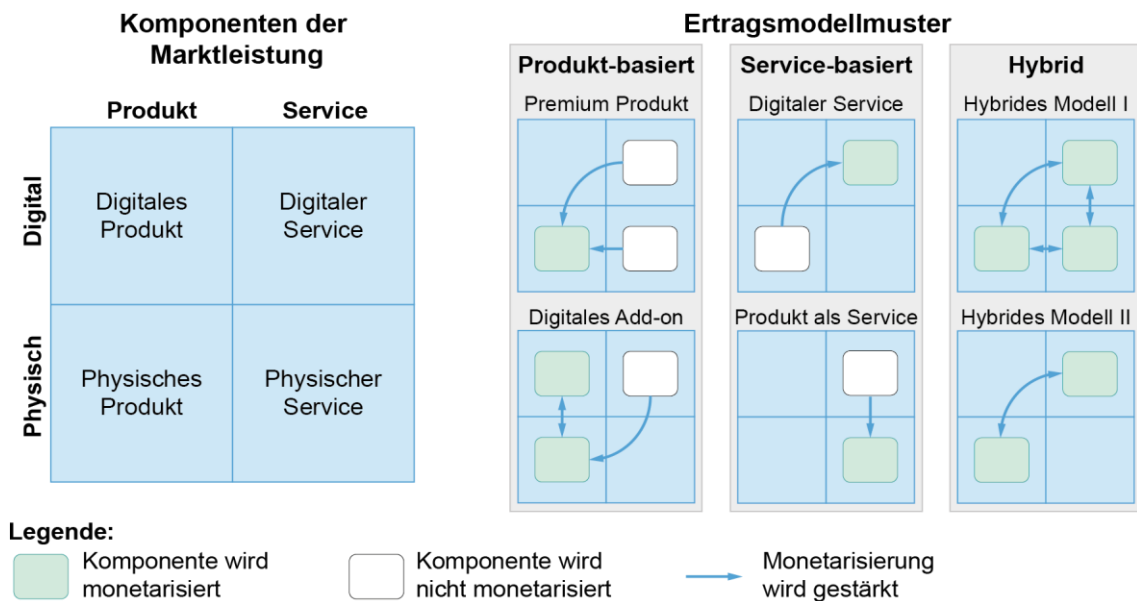 Komponenten der
Marktleistung
Produkt
Service
Digital
Digitales
Produkt
Digitaler
Service
Physisch
Physisches
Produkt
Physischer
Service
Ertragsmodellmuster
Produkt-basiert
Service-basiert
Hybrid
Premium Produkt
Digitaler Service
Hybrides Modell I
Digitales Add-on
Produkt als Service
Hybrides Modell II
Legende:
Komponente wird
monetarisiert
Komponente wird
nicht monetarisiert
Monetarisierung
wird gestärkt